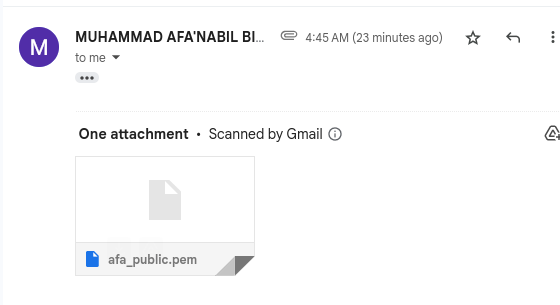 M
MUHAMMAD AFA'NABIL BI... 4:45 AM (23 minutes ago)
to me
One attachment • Scanned by Gmail
afa_public.pem